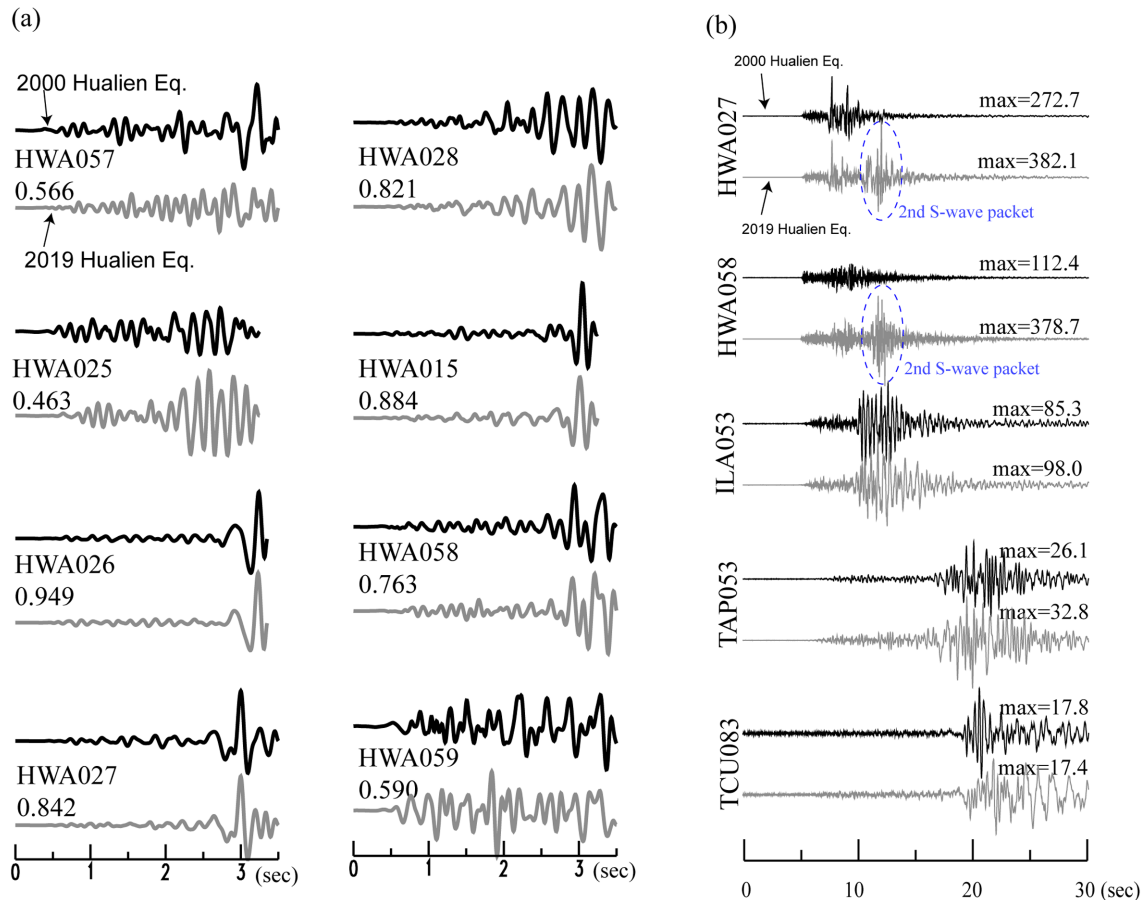 (a)
2000 Hualien Eq.
HWA057
0.566
2019 Hualien Eq.
HWA025
0.463
HWA026
0.949
HWA027
0.842
0 1 2 3 (sec)
HWA028
0.821
HWA015
0.884
HWA058
0.763
HWA059
0.590
0 1 2 3 (sec)
(b)
2000 Hualien Eq.
HWA027
max=272.7
max=382.1
2nd S-wave packet
2019 Hualien Eq.
HWA058
max=112.4
max=378.7
2nd S-wave packet
ILA053
max=85.3
max=98.0
TAP053
max=26.1
max=32.8
TCU083
max=17.8
max=17.4
0 10 20 30 (sec)